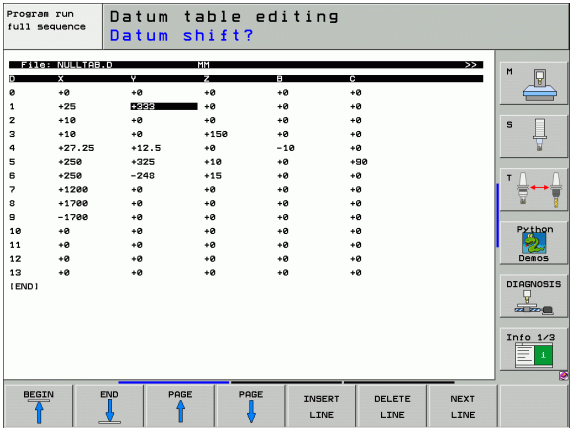 Program run
full sequence
Datum table editing
Datum shift?
File: NULLTAB.D MM >>
D X Y Z B C
0 +0 +0 +0 +0 +0
1 +25 +333 +0 +0 +0
2 +10 +0 +0 +0 +0
3 +10 +0 +150 +0 +0
4 +27.25 +12.5 +0 -10 +0
5 +250 +325 +10 +0 +90
6 +250 -248 +15 +0 +0
7 +1200 +0 +0 +0 +0
8 +1700 +0 +0 +0 +0
9 -1700 +0 +0 +0 +0
10 +0 +0 +0 +0 +0
11 +0 +0 +0 +0 +0
12 +0 +0 +0 +0 +0
13 +0 +0 +0 +0 +0
[END]
M
S
T
Python
Demos
DIAGNOSIS
Info 1/3
i
BEGIN
END
PAGE
PAGE
INSERT
LINE
DELETE
LINE
NEXT
LINE